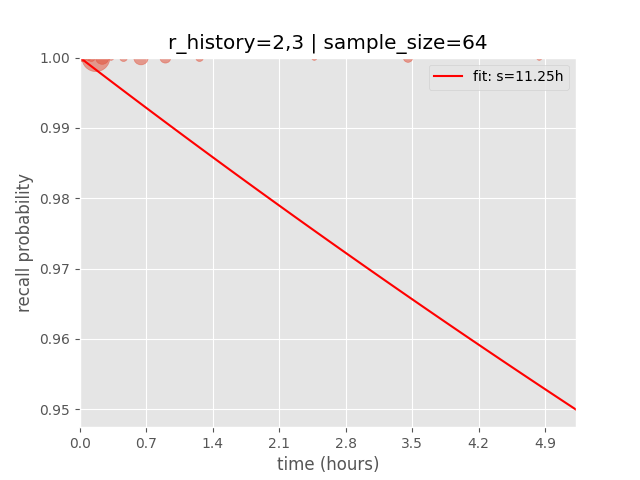 r_history=2,3 | sample_size=64
fit: s=11.25h
1.00
0.99
0.98
0.97
0.96
0.95
recall probability
0.0 0.7 1.4 2.1 2.8 3.5 4.2 4.9
time (hours)